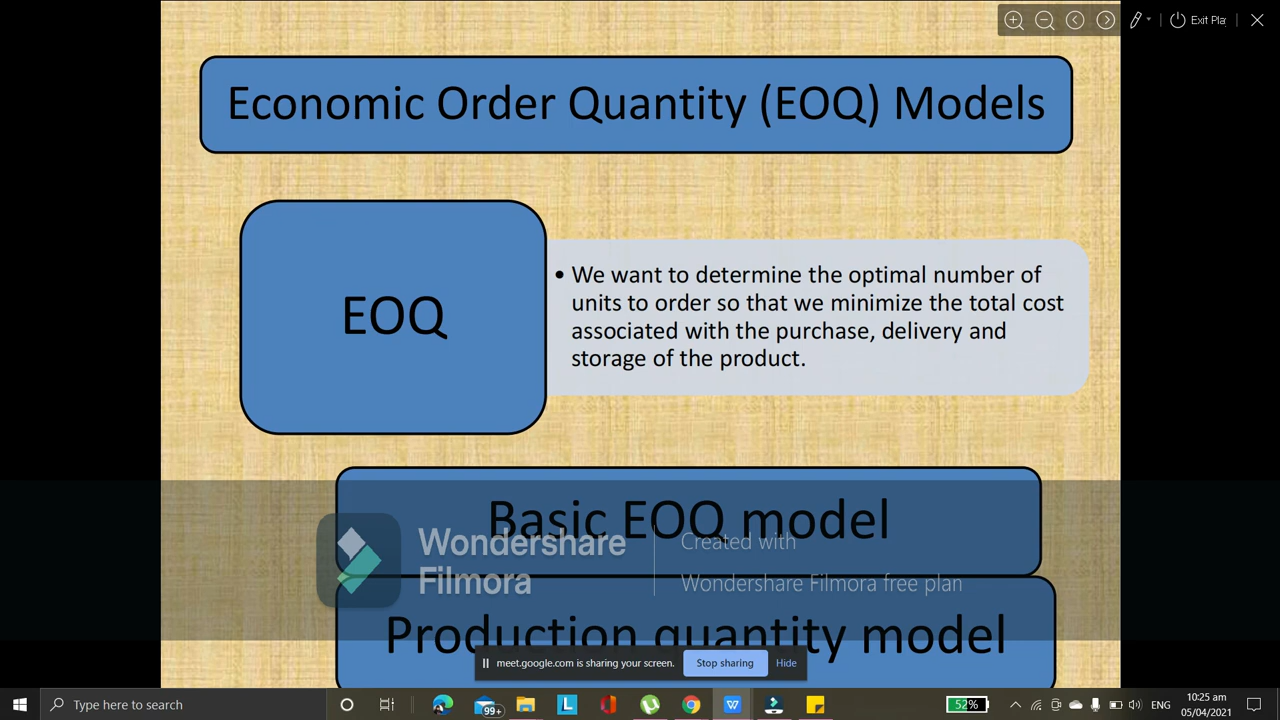 Exit Pla
Economic Order Quantity (EOQ) Models
EOQ
• We want to determine the optimal number of
units to order so that we minimize the total cost
associated with the purchase, delivery and
storage of the product.
Basic EOQ model
Wondershare
Filmora
Created with
Wondershare Filmora free plan
Production quantity model
meet.google.com is sharing your screen.
Stop sharing
Hide
Type here to search
99+
L
W
52%
ENG
10:25 am
05/04/2021